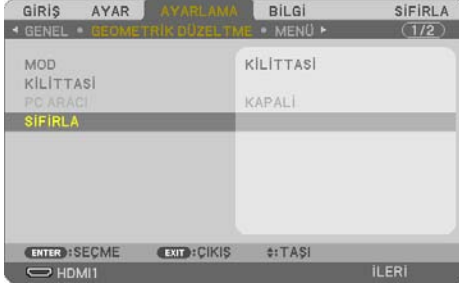 GİRİŞ AYAR AYARLAMA BİLGİ SIFIRLA
GENEL • GEOMETRİK DÜZELTME • MENÜ (1/2)
MOD KİLİTTAŞI
KİLİTTAŞI
PC ARACI KAPALI
SIFIRLA
ENTER :SEÇME EXIT :ÇIKIŞ :TAŞI
HDMI1 İLERİ